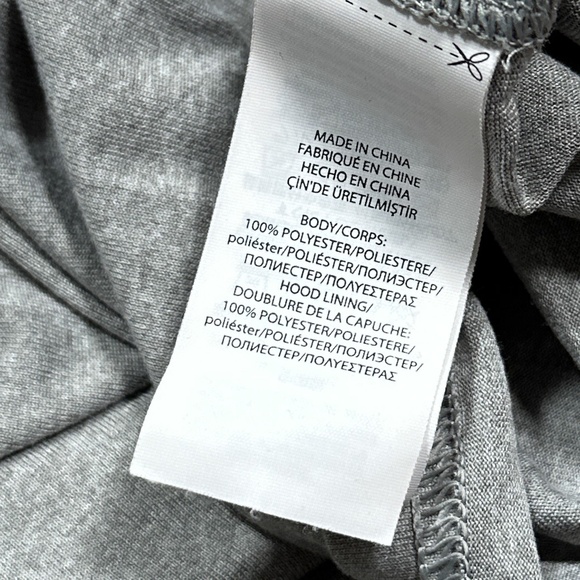 MADE IN CHINA
FABRIQUÉ EN CHINE
HECHO EN CHINA
ÇİN'DE ÜRETİLMİŞTİR
BODY/CORPS:
100% POLYESTER/POLIESTERE/
poliéster/POLIÉSTER/ПОЛИЭСТЕР/
ПОЛИЕСТЕР/ΠΟΛΥΕΣΤΕΡΑΣ
HOOD LINING/
DOUBLURE DE LA CAPUCHE:
100% POLYESTER/POLIESTERE/
poliéster/POLIÉSTER/ПОЛИЭСТЕР/
ПОЛИЕСТЕР/ΠΟΛΥΕΣΤΕΡΑΣ